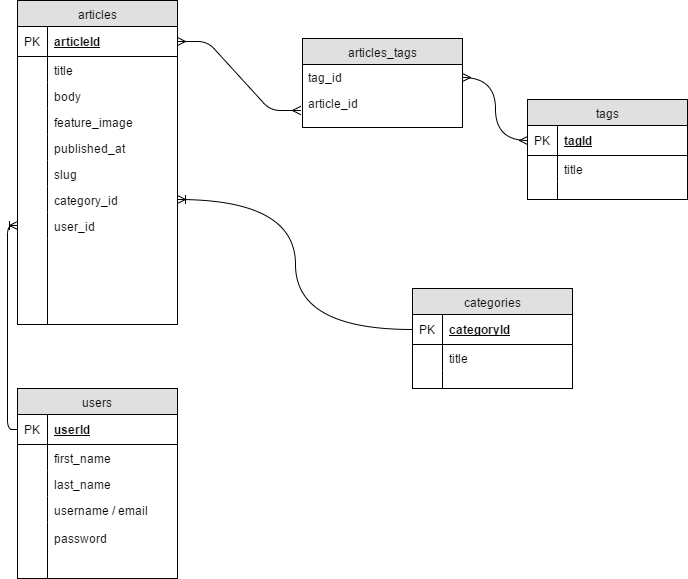 articles
PK articleId
title
body
feature_image
published_at
slug
category_id
user_id
articles_tags
tag_id
article_id
tags
PK tagId
title
categories
PK categoryId
title
users
PK userId
first_name
last_name
username / email
password